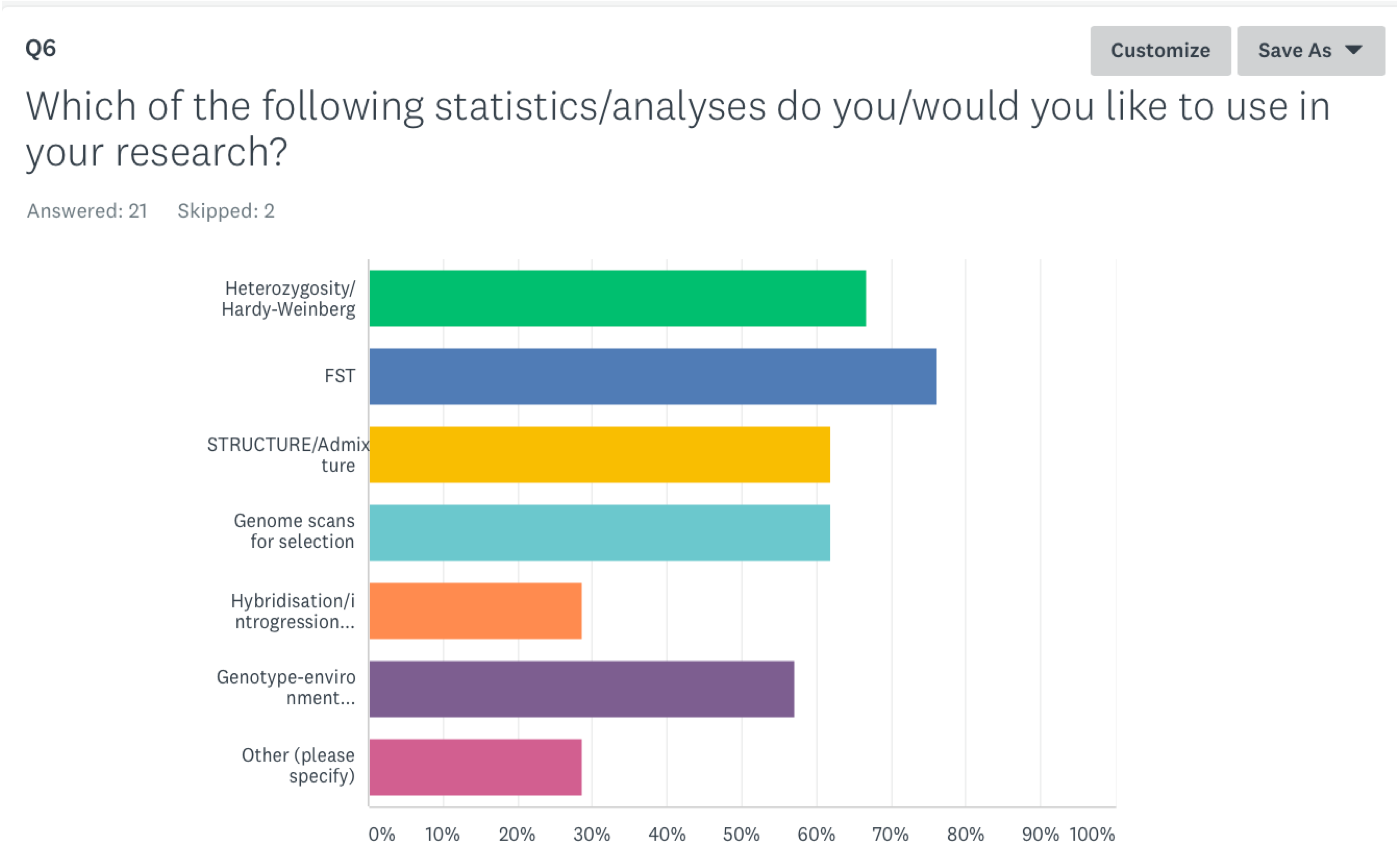 Q6
Customize
Save As
Which of the following statistics/analyses do you/would you like to use in
your research?
Answered: 21 Skipped: 2
Heterozygosity/
Hardy-Weinberg
FST
STRUCTURE/Admix
ture
Genome scans
for selection
Hybridisation/i
ntrogression...
Genotype-enviro
nment...
Other (please
specify)
0% 10% 20% 30% 40% 50% 60% 70% 80% 90% 100%